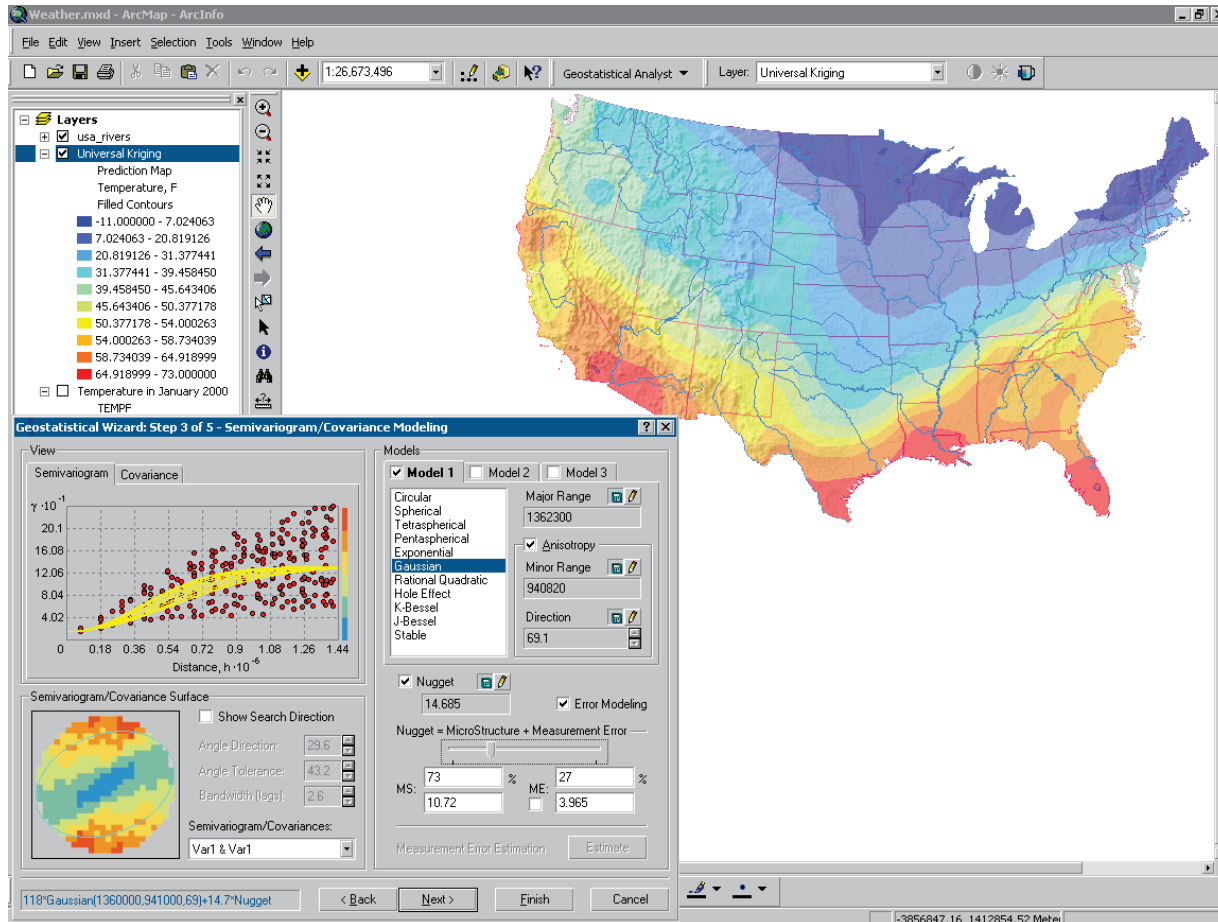 Weather.mxd - ArcMap - ArcInfo
File Edit View Insert Selection Tools Window Help
1:26,673,496 Geostatistical Analyst Layer: Universal Kriging
Layers
usa_rivers
Universal Kriging
Prediction Map
Temperature, F
Filled Contours
-11.000000 - 7.024063
7.024063 - 20.819126
20.819126 - 31.377441
31.377441 - 39.458450
39.458450 - 45.643406
45.643406 - 50.377178
50.377178 - 54.000263
54.000263 - 58.734039
58.734039 - 64.918999
64.918999 - 73.000000
Temperature in January 2000
TEMPF
Geostatistical Wizard: Step 3 of 5 - Semivariogram/Covariance Modeling
View
Semivariogram Covariance
γ·10⁻¹
20.1
16.08
12.06
8.04
4.02
0 0.18 0.36 0.54 0.72 0.9 1.08 1.26 1.44
Distance, h·10⁻⁶
Semivariogram/Covariance Surface
Show Search Direction
Angle Direction: 29.6
Angle Tolerance: 43.2
Bandwidth (lags): 2.6
Semivariogram/Covariances:
Var1 & Var1
Models
Model 1 Model 2 Model 3
Circular
Spherical
Tetraspherical
Pentaspherical
Exponential
Gaussian
Rational Quadratic
Hole Effect
K-Bessel
J-Bessel
Stable
Major Range
1362300
Anisotropy
Minor Range
940820
Direction
69.1
Nugget
14.685
Error Modeling
Nugget = MicroStructure + Measurement Error
MS: 73 % ME: 27 %
10.72 3.965
Measurement Error Estimation Estimate
118*Gaussian(1360000,941000,69)+14.7*Nugget
< Back Next > Finish Cancel
-3856847.16 1412854.52 Meter